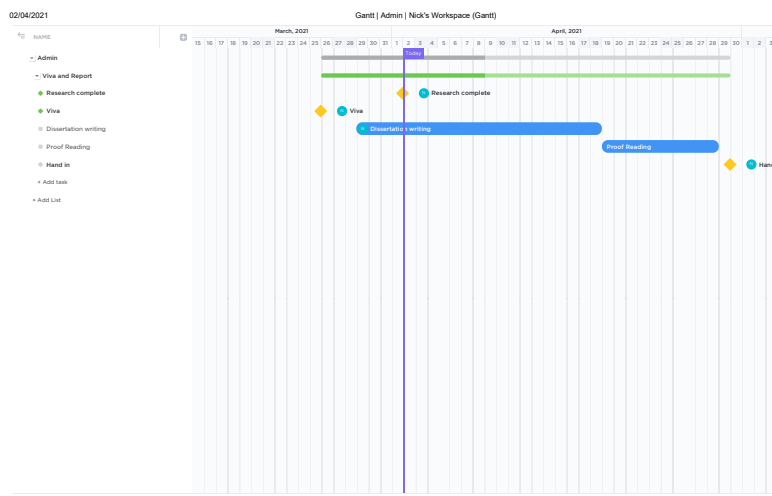 02/04/2021 Gantt | Admin | Nick's Workspace (Gantt)
March, 2021 April, 2021
NAME
15 16 17 18 19 20 21 22 23 24 25 26 27 28 29 30 31 1 2 3 4 5 6 7 8 9 10 11 12 13 14 15 16 17 18 19 20 21 22 23 24 25 26 27 28 29 30 1 2 3
Today
Admin
Viva and Report
Research complete Research complete
Viva Viva
Dissertation writing Dissertation writing
Proof Reading Proof Reading
Hand in Han
+ Add task
+ Add List